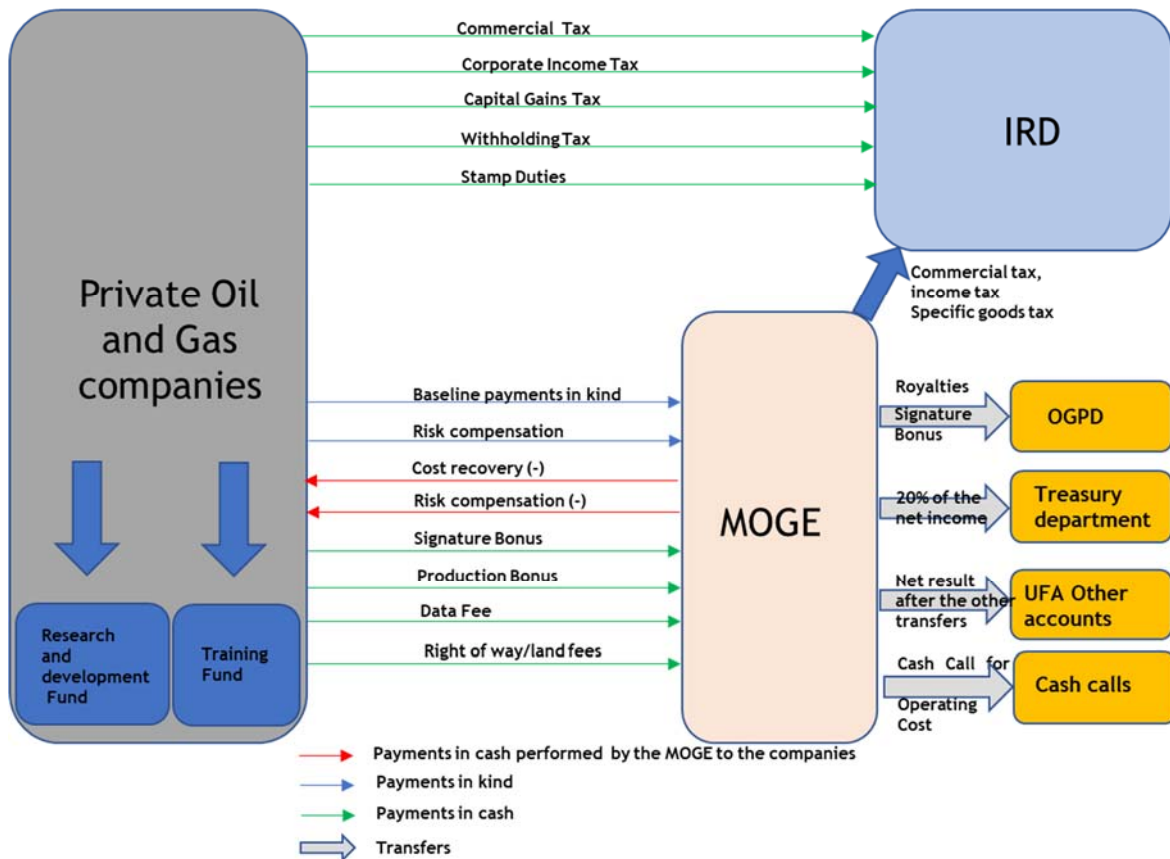 Commercial Tax
Corporate Income Tax
Capital Gains Tax
Withholding Tax
Stamp Duties
IRD
Private Oil
and Gas
companies
Commercial tax,
income tax
Specific goods tax
Baseline payments in kind
Risk compensation
Cost recovery (-)
Risk compensation (-)
Signature Bonus
Production Bonus
Data Fee
Right of way/land fees
MOGE
Royalties
Signature
Bonus
OGPD
20% of the
net income
Treasury
department
Net result
after the other
transfers
UFA Other
accounts
Cash Call for
Operating
Cost
Cash calls
Research
and
development
Fund
Training
Fund
Payments in cash performed by the MOGE to the companies
Payments in kind
Payments in cash
Transfers